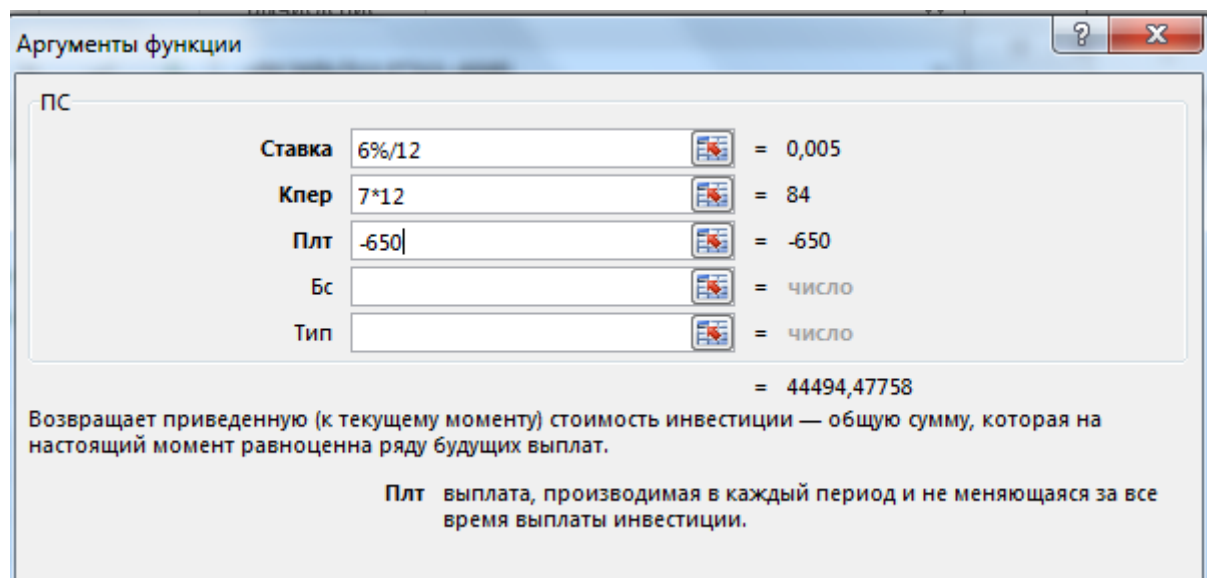 Аргументы функции
ПС
Ставка 6%/12 = 0,005
Кпер 7*12 = 84
Плт -650 = -650
Бс = число
Тип = число
= 44494,47758
Возвращает приведенную (к текущему моменту) стоимость инвестиции — общую сумму, которая на
настоящий момент равноценна ряду будущих выплат.
Плт выплата, производимая в каждый период и не меняющаяся за все
время выплаты инвестиции.